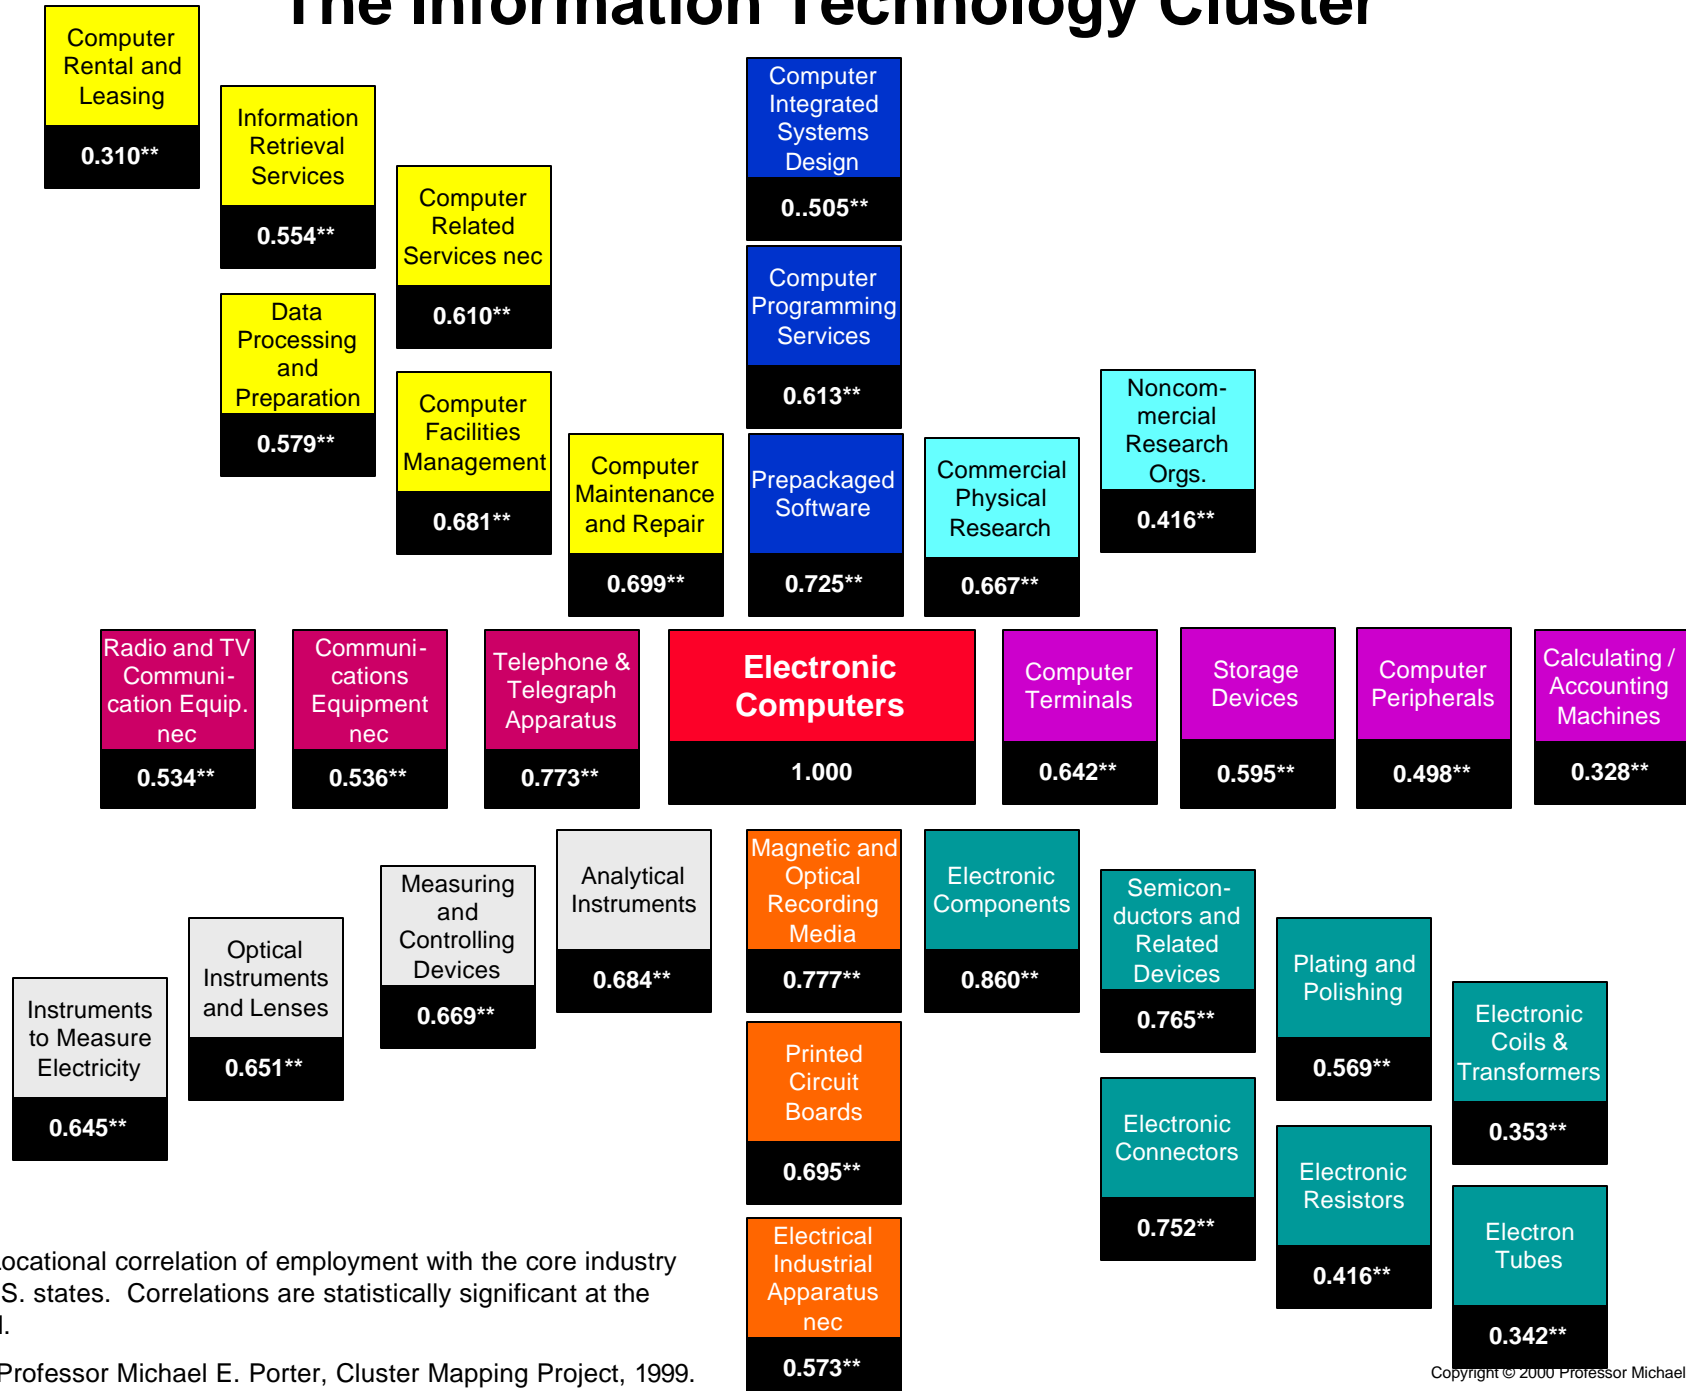 The Information Technology Cluster
Computer
Rental and
Leasing
0.310**
Information
Retrieval
Services
0.554**
Computer
Related
Services nec
0.610**
Data
Processing
and
Preparation
0.579**
Computer
Facilities
Management
0.681**
Computer
Maintenance
and Repair
0.699**
Computer
Integrated
Systems
Design
0..505**
Computer
Programming
Services
0.613**
Prepackaged
Software
0.725**
Commercial
Physical
Research
0.667**
Noncom-
mercial
Research
Orgs.
0.416**
Radio and TV
Communi-
cation Equip.
nec
0.534**
Communi-
cations
Equipment
nec
0.536**
Telephone &
Telegraph
Apparatus
0.773**
Electronic
Computers
1.000
Computer
Terminals
0.642**
Storage
Devices
0.595**
Computer
Peripherals
0.498**
Calculating /
Accounting
Machines
0.328**
Instruments
to Measure
Electricity
0.645**
Optical
Instruments
and Lenses
0.651**
Measuring
and
Controlling
Devices
0.669**
Analytical
Instruments
0.684**
Magnetic and
Optical
Recording
Media
0.777**
Printed
Circuit
Boards
0.695**
Electrical
Industrial
Apparatus
nec
0.573**
Electronic
Components
0.860**
Semicon-
ductors and
Related
Devices
0.765**
Electronic
Connectors
0.752**
Plating and
Polishing
0.569**
Electronic
Resistors
0.416**
Electronic
Coils &
Transformers
0.353**
Electron
Tubes
0.342**
ocational correlation of employment with the core industry
S. states. Correlations are statistically significant at the
Professor Michael E. Porter, Cluster Mapping Project, 1999.
Copyright © 2000 Professor Michael